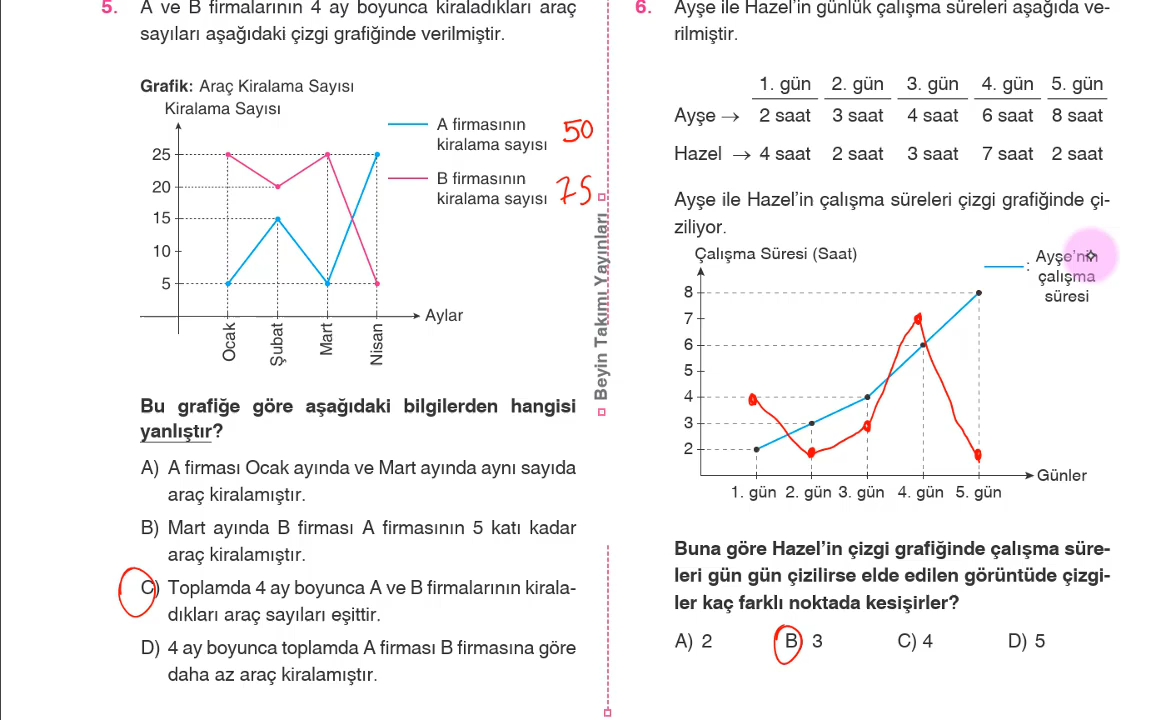 5. A ve B firmalarının 4 ay boyunca kiraladıkları araç
sayıları aşağıdaki çizgi grafiğinde verilmiştir.
Grafik: Araç Kiralama Sayısı
Kiralama Sayısı
A firmasının
kiralama sayısı
50
B firmasının
kiralama sayısı
75
25
20
15
10
5
Aylar
Ocak
Şubat
Mart
Nisan
Bu grafiğe göre aşağıdaki bilgilerden hangisi
yanlıştır?
A) A firması Ocak ayında ve Mart ayında aynı sayıda
araç kiralamıştır.
B) Mart ayında B firması A firmasının 5 katı kadar
araç kiralamıştır.
C) Toplamda 4 ay boyunca A ve B firmalarının kirala-
dıkları araç sayıları eşittir.
D) 4 ay boyunca toplamda A firması B firmasına göre
daha az araç kiralamıştır.
Beyin Takımı Yayınları
6. Ayşe ile Hazel'in günlük çalışma süreleri aşağıda ve-
rilmiştir.
1. gün 2. gün 3. gün 4. gün 5. gün
Ayşe → 2 saat 3 saat 4 saat 6 saat 8 saat
Hazel → 4 saat 2 saat 3 saat 7 saat 2 saat
Ayşe ile Hazel'in çalışma süreleri çizgi grafiğinde çi-
ziliyor.
Çalışma Süresi (Saat)
: Ayşe'nin
çalışma
süresi
8
7
6
5
4
3
2
Günler
1. gün 2. gün 3. gün 4. gün 5. gün
Buna göre Hazel'in çizgi grafiğinde çalışma süre-
leri gün gün çizilirse elde edilen görüntüde çizgi-
ler kaç farklı noktada kesişirler?
A) 2 B) 3 C) 4 D) 5